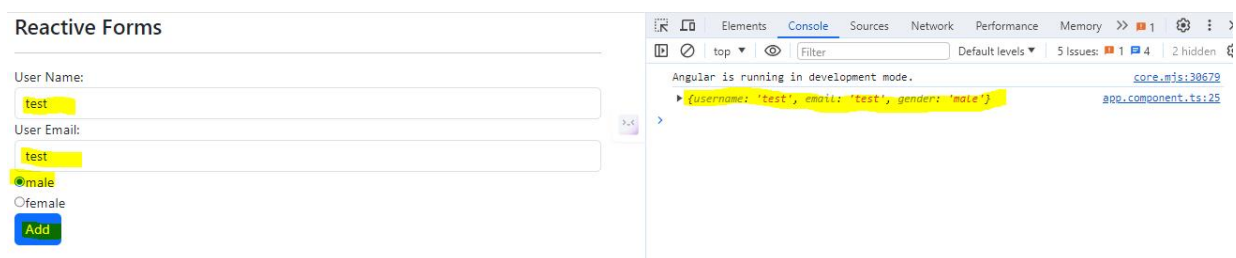 Reactive Forms
User Name:
test
User Email:
test
male
female
Add
Elements Console Sources Network Performance Memory 1
top Filter Default levels 5 Issues: 1 4 2 hidden
Angular is running in development mode. core.mjs:30679
{username: 'test', email: 'test', gender: 'male'} app.component.ts:25